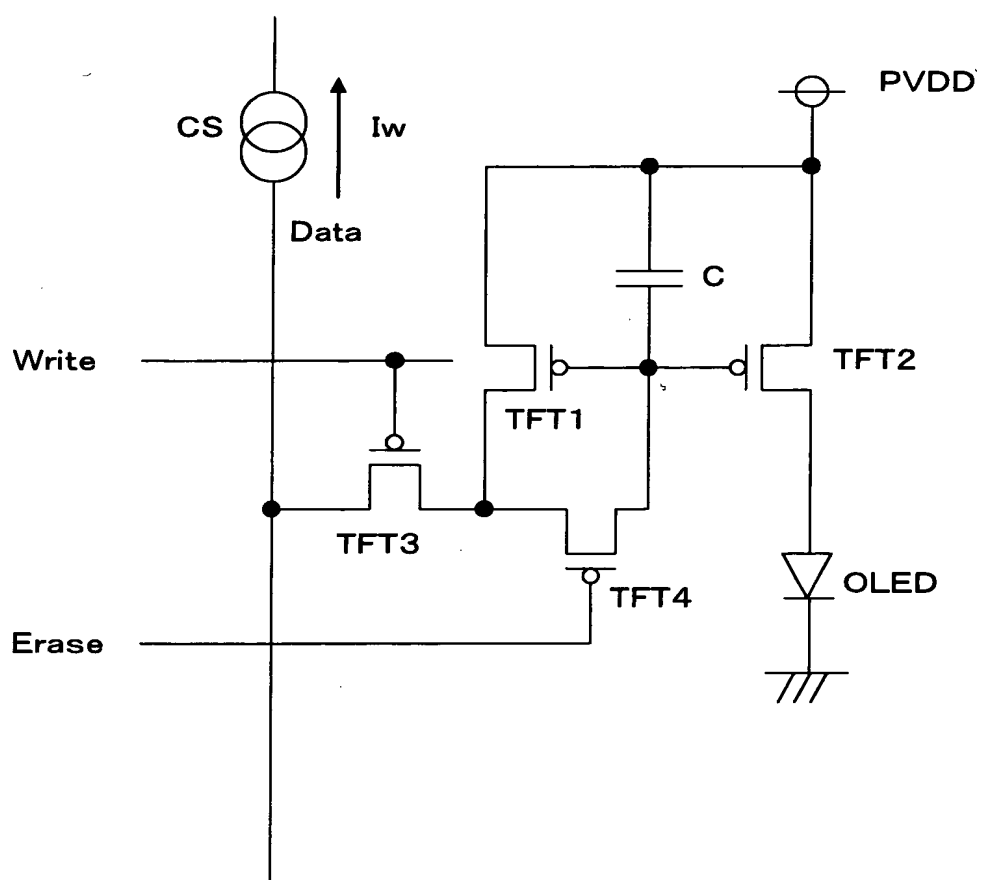 PVDD
CS
Iw
Data
C
Write
TFT2
TFT1
TFT3
OLED
TFT4
Erase